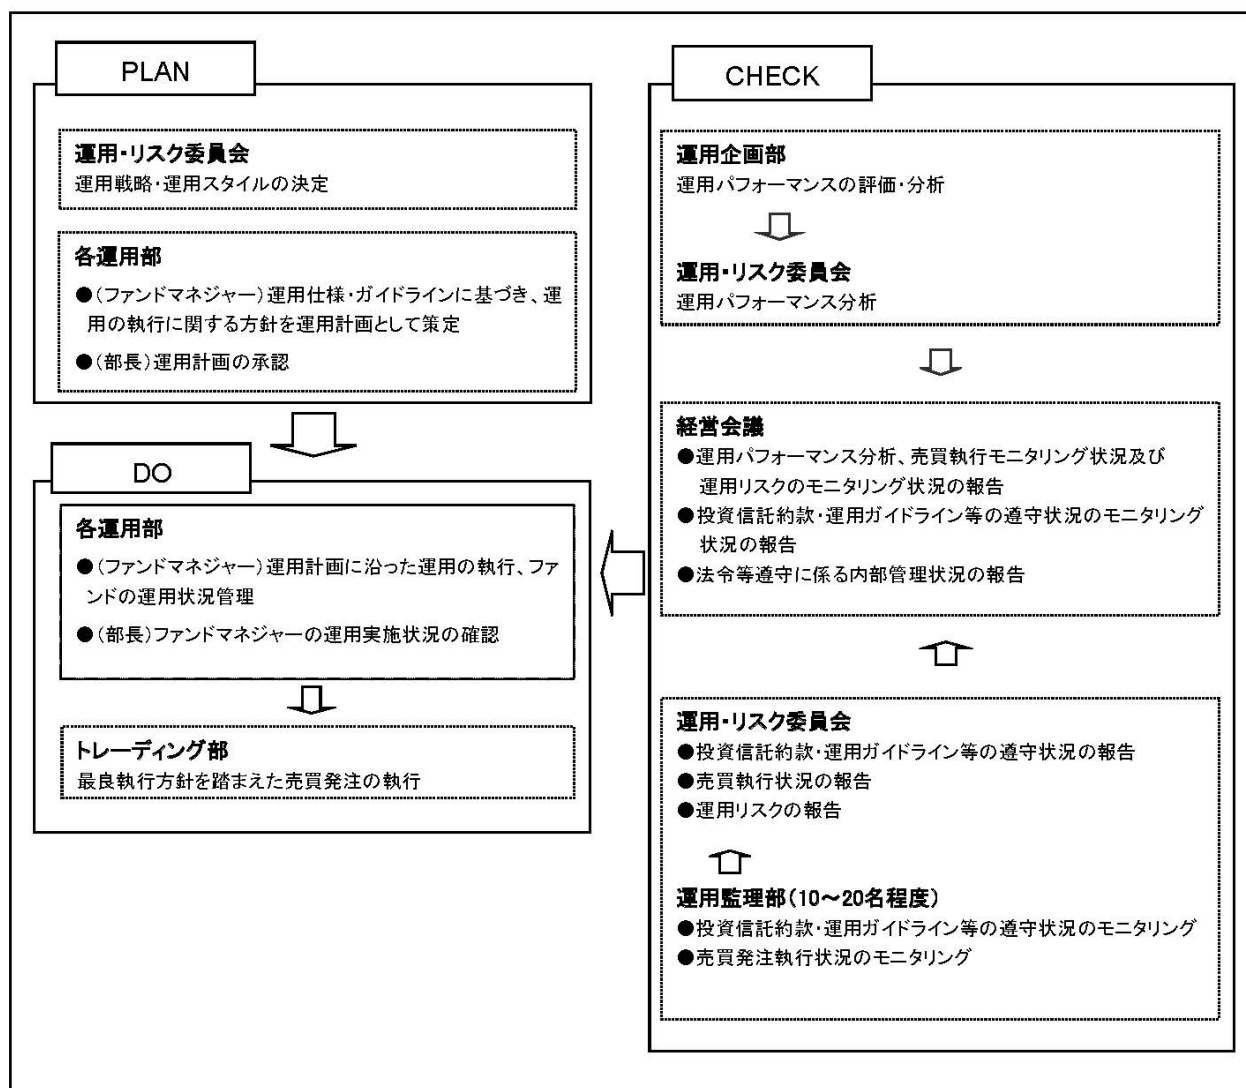 PLAN
運用・リスク委員会
運用戦略・運用スタイルの決定
各運用部
●(ファンドマネジャー)運用仕様・ガイドラインに基づき、運
用の執行に関する方針を運用計画として策定
●(部長)運用計画の承認
DO
各運用部
●(ファンドマネジャー)運用計画に沿った運用の執行、ファ
ンドの運用状況管理
●(部長)ファンドマネジャーの運用実施状況の確認
トレーディング部
最良執行方針を踏まえた売買発注の執行
CHECK
運用企画部
運用パフォーマンスの評価・分析
運用・リスク委員会
運用パフォーマンス分析
経営会議
●運用パフォーマンス分析、売買執行モニタリング状況及び
運用リスクのモニタリング状況の報告
●投資信託約款・運用ガイドライン等の遵守状況のモニタリング
状況の報告
●法令等遵守に係る内部管理状況の報告
運用・リスク委員会
●投資信託約款・運用ガイドライン等の遵守状況の報告
●売買執行状況の報告
●運用リスクの報告
運用監理部(10～20名程度)
●投資信託約款・運用ガイドライン等の遵守状況のモニタリング
●売買発注執行状況のモニタリング